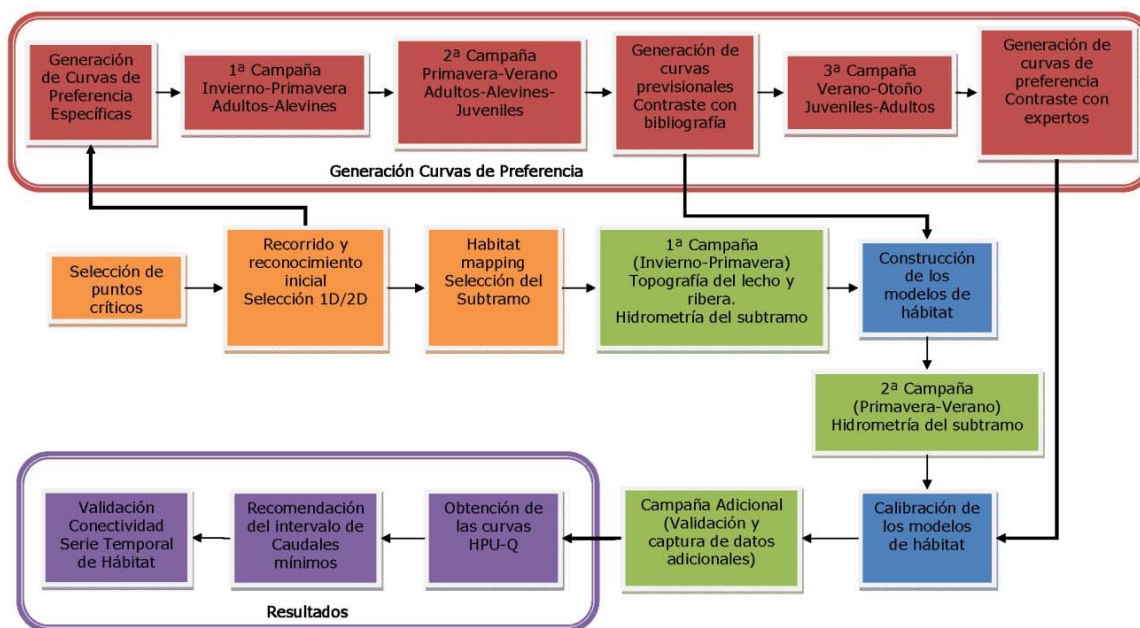 Generación
de Curvas de
Preferencia
Específicas
1ª Campaña
Invierno-Primavera
Adultos-Alevines
2ª Campaña
Primavera-Verano
Adultos-Alevines-
Juveniles
Generación de
curvas
previsionales
Contraste con
bibliografía
3ª Campaña
Verano-Otoño
Juveniles-Adultos
Generación de
curvas de
preferencia
Contraste con
expertos
Generación Curvas de Preferencia
Selección de
puntos
críticos
Recorrido y
reconocimiento
inicial
Selección 1D/2D
Habitat
mapping
Selección del
Subtramo
1ª Campaña
(Invierno-Primavera)
Topografía del lecho y
ribera.
Hidrometría del subtramo
Construcción
de los
modelos de
hábitat
2ª Campaña
(Primavera-Verano)
Hidrometría del subtramo
Validación
Conectividad
Serie Temporal
de Hábitat
Recomendación
del intervalo de
Caudales
mínimos
Obtención de
las curvas
HPU-Q
Campaña Adicional
(Validación y
captura de datos
adicionales)
Calibración de
los modelos
de hábitat
Resultados